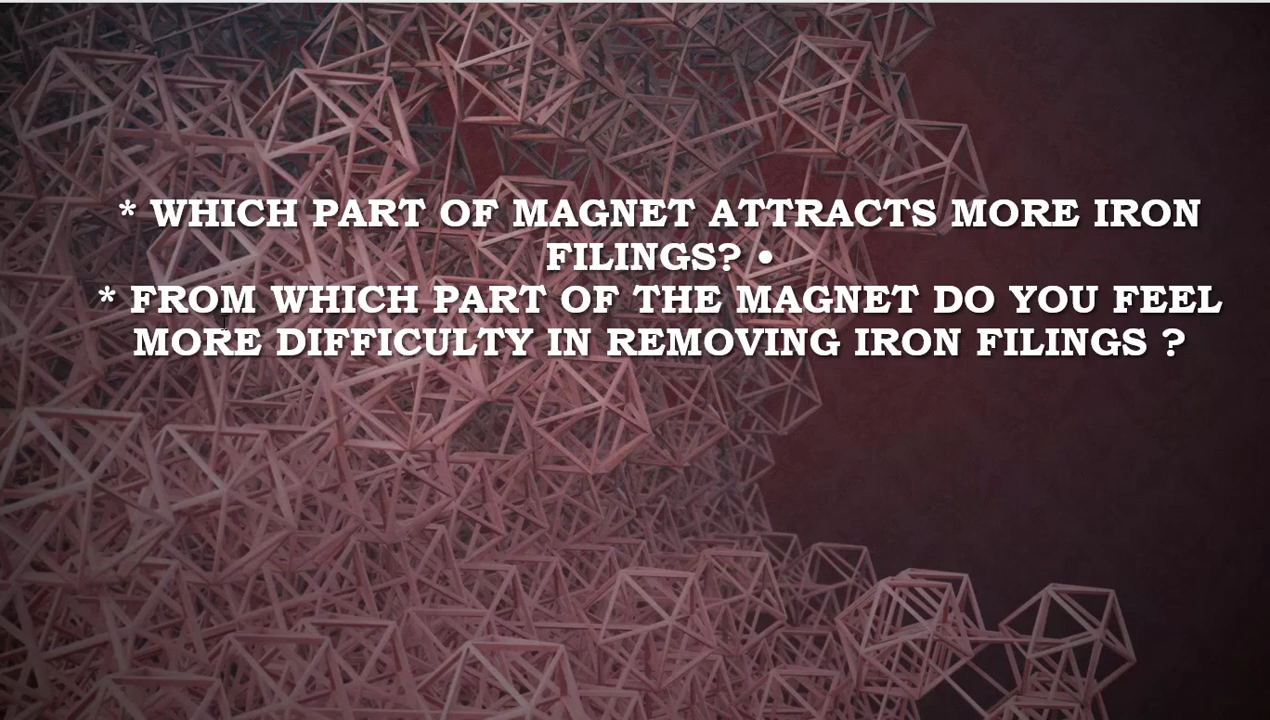 * WHICH PART OF MAGNET ATTRACTS MORE IRON
FILINGS? •
* FROM WHICH PART OF THE MAGNET DO YOU FEEL
MORE DIFFICULTY IN REMOVING IRON FILINGS ?